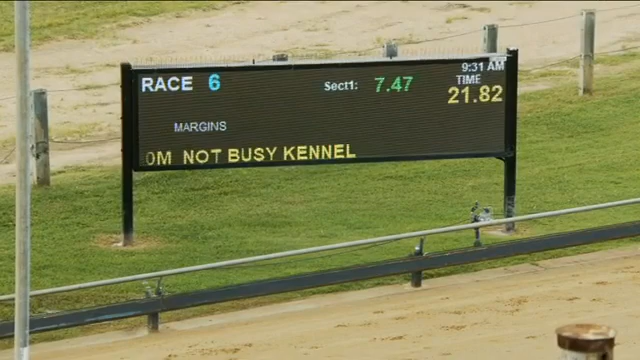 RACE 6 Sect1: 7.47 9:31 AM
TIME
21.82
MARGINS
0M NOT BUSY KENNEL